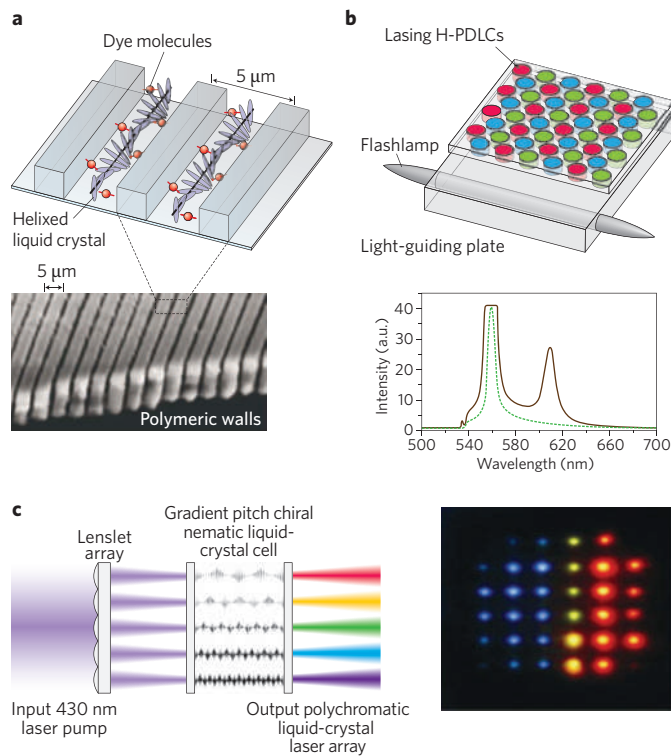 a
Dye molecules
5 μm
Helixed
liquid crystal
5 μm
Polymeric walls
b
Lasing H-PDLCs
Flashlamp
Light-guiding plate
Intensity (a.u.)
40
30
20
10
0
500 540 580 620 660 700
Wavelength (nm)
c
Lenslet
array
Gradient pitch chiral
nematic liquid-
crystal cell
Input 430 nm
laser pump
Output polychromatic
liquid-crystal
laser array